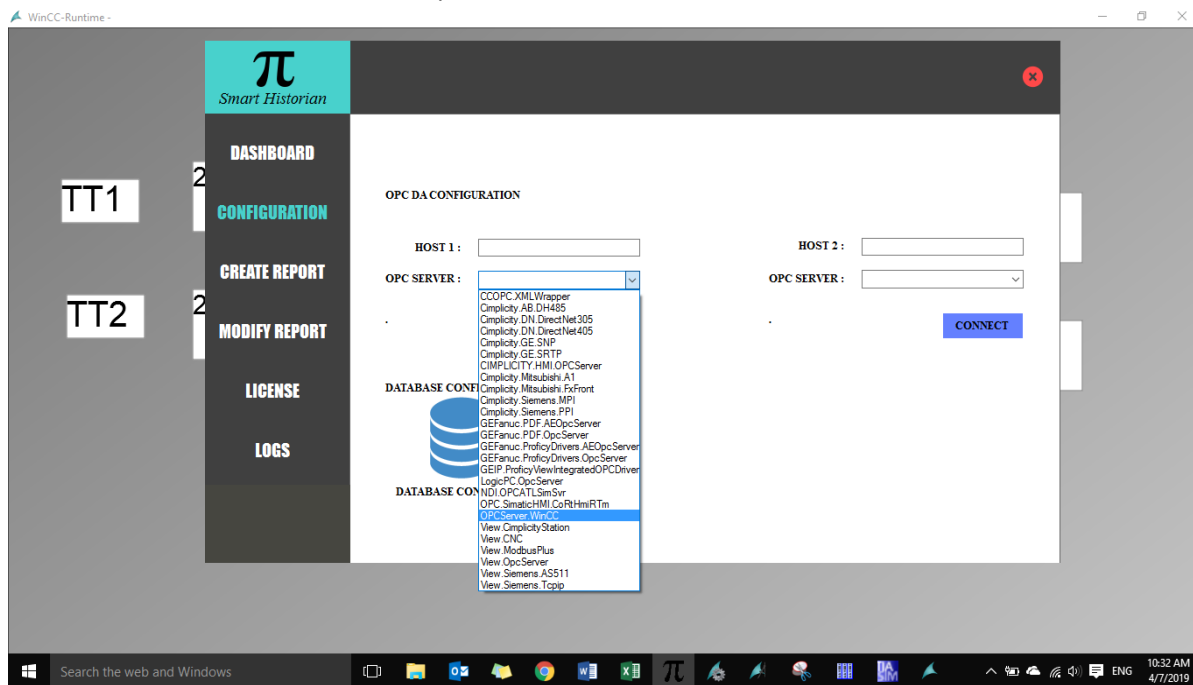 WinCC-Runtime -
π
Smart Historian
DASHBOARD
TT1
2
CONFIGURATION
OPC DA CONFIGURATION
HOST 1 :
HOST 2 :
CREATE REPORT
OPC SERVER :
OPC SERVER :
CCOPC.XMLWrapper
Cimplicity.AB.DH485
Cimplicity.DN.DirectNet305
Cimplicity.DN.DirectNet405
Cimplicity.GE.SNP
Cimplicity.GE.SRTP
CIMPLICITY.HMI.OPCServer
Cimplicity.Mitsubishi.A1
Cimplicity.Mitsubishi.FxFront
Cimplicity.Siemens.MPI
Cimplicity.Siemens.PPI
GEFanuc.PDF.AEOpcServer
GEFanuc.PDF.OpcServer
GEFanuc.ProficyDrivers.AEOpcServer
GEFanuc.ProficyDrivers.OpcServer
GEIP.ProficyViewIntegratedOPCDriver
LogicPC.OpcServer
NDI.OPCATLSimSvr
OPC.SimaticHMI.CoRtHmiRTm
OPCServer.WinCC
View.CimplicityStation
View.CNC
View.ModbusPlus
View.OpcServer
View.Siemens.AS511
View.Siemens.Tcpip
TT2
2
MODIFY REPORT
.
.
CONNECT
LICENSE
DATABASE CONFI
LOGS
DATABASE CON
Search the web and Windows
π
DA
SIM
ENG
10:32 AM
4/7/2019